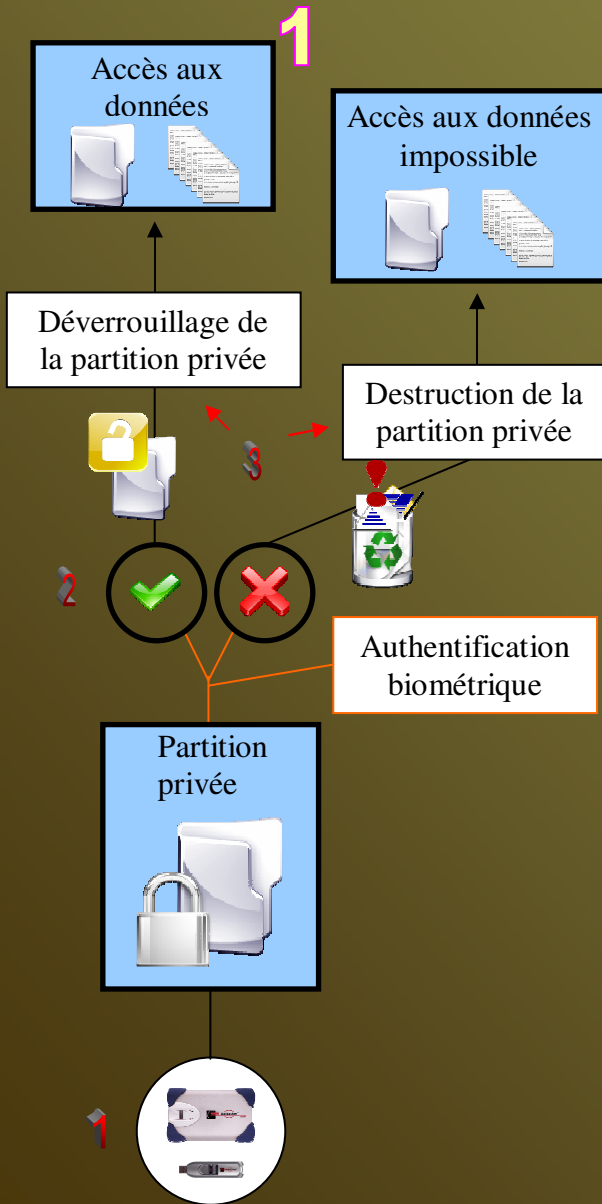 1
Accès aux
données
Accès aux données
impossible
Déverrouillage de
la partition privée
Destruction de la
partition privée
3
2
Authentification
biométrique
Partition
privée
1